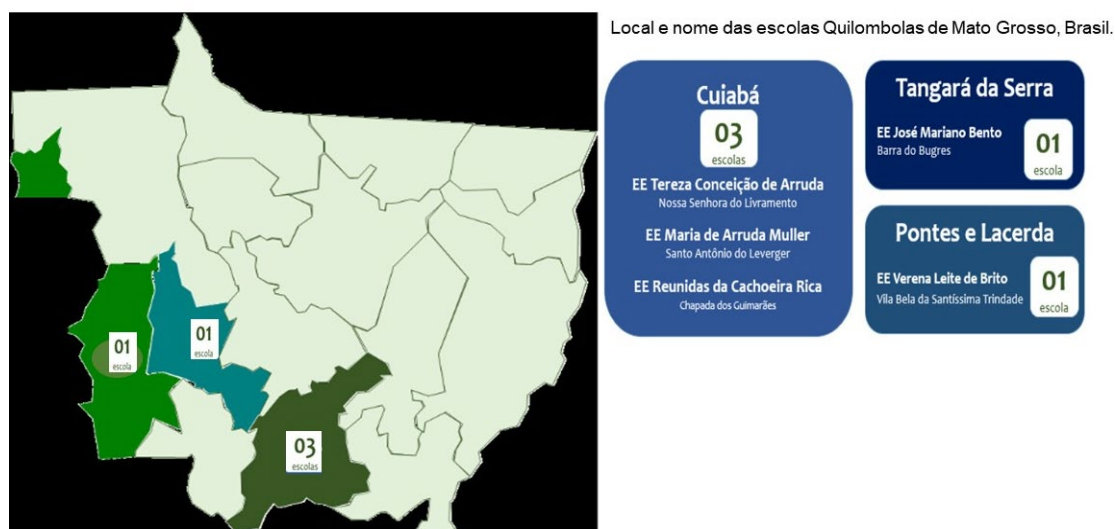 Local e nome das escolas Quilombolas de Mato Grosso, Brasil.
Cuiabá
03
escolas
EE Tereza Conceição de Arruda
Nossa Senhora do Livramento
EE Maria de Arruda Muller
Santo Antônio do Leverger
EE Reunidas da Cachoeira Rica
Chapada dos Guimarães
Tangará da Serra
EE José Mariano Bento
Barra do Bugres
01
escola
Pontes e Lacerda
EE Verena Leite de Brito
Vila Bela da Santíssima Trindade
01
escola
01
escola
01
escola
03
escolas